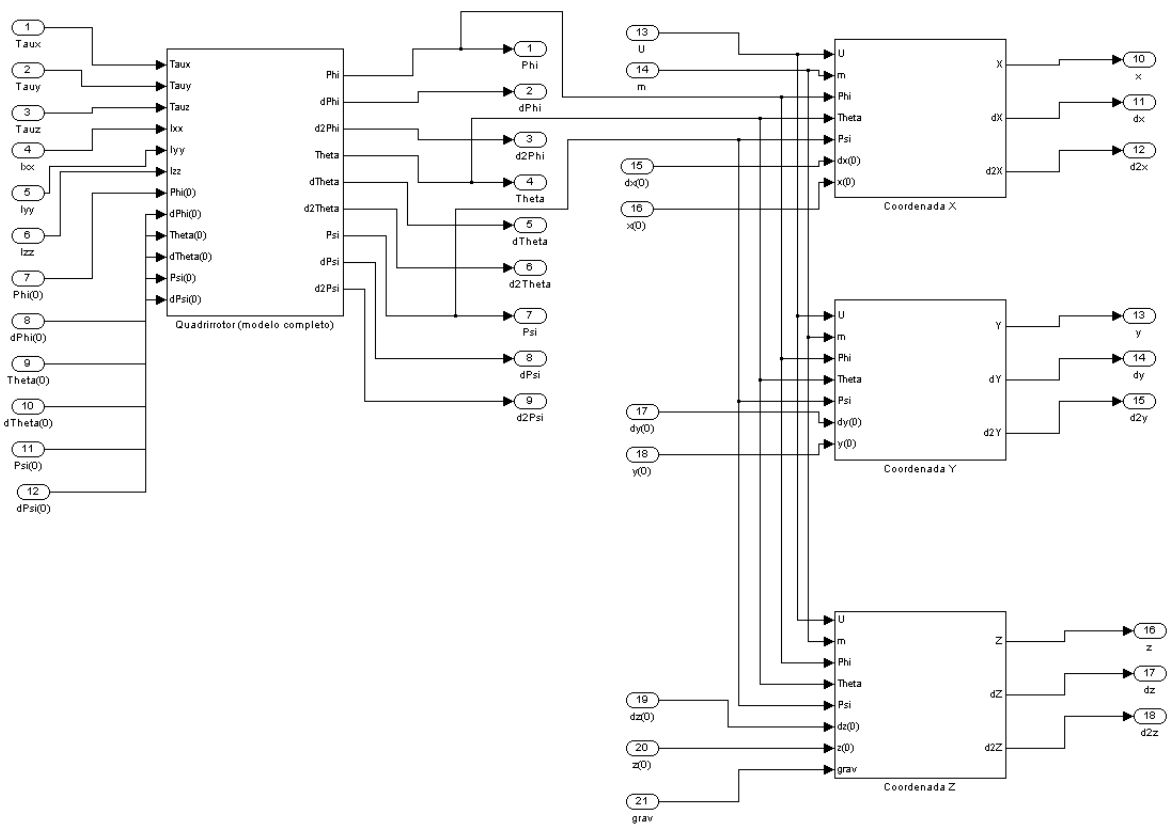 1
Taux
2
Tauy
3
Tauz
4
Ixx
5
Iyy
6
Izz
7
Phi(0)
8
dPhi(0)
9
Theta(0)
10
dTheta(0)
11
Psi(0)
12
dPsi(0)
Taux
Tauy
Tauz
Ixx
Iyy
Izz
Phi(0)
dPhi(0)
Theta(0)
dTheta(0)
Psi(0)
dPsi(0)
Phi
dPhi
d2Phi
Theta
dTheta
d2Theta
Psi
dPsi
d2Psi
Quadrirrotor (modelo completo)
1
Phi
2
dPhi
3
d2Phi
4
Theta
5
dTheta
6
d2Theta
7
Psi
8
dPsi
9
d2Psi
13
U
14
m
15
dx(0)
16
x(0)
U
m
Phi
Theta
Psi
dx(0)
x(0)
X
dX
d2X
Coordenada X
10
x
11
dx
12
d2x
17
dy(0)
18
y(0)
U
m
Phi
Theta
Psi
dy(0)
y(0)
Y
dY
d2Y
Coordenada Y
13
y
14
dy
15
d2y
19
dz(0)
20
z(0)
21
grav
U
m
Phi
Theta
Psi
dz(0)
z(0)
grav
Z
dZ
d2Z
Coordenada Z
16
z
17
dz
18
d2z